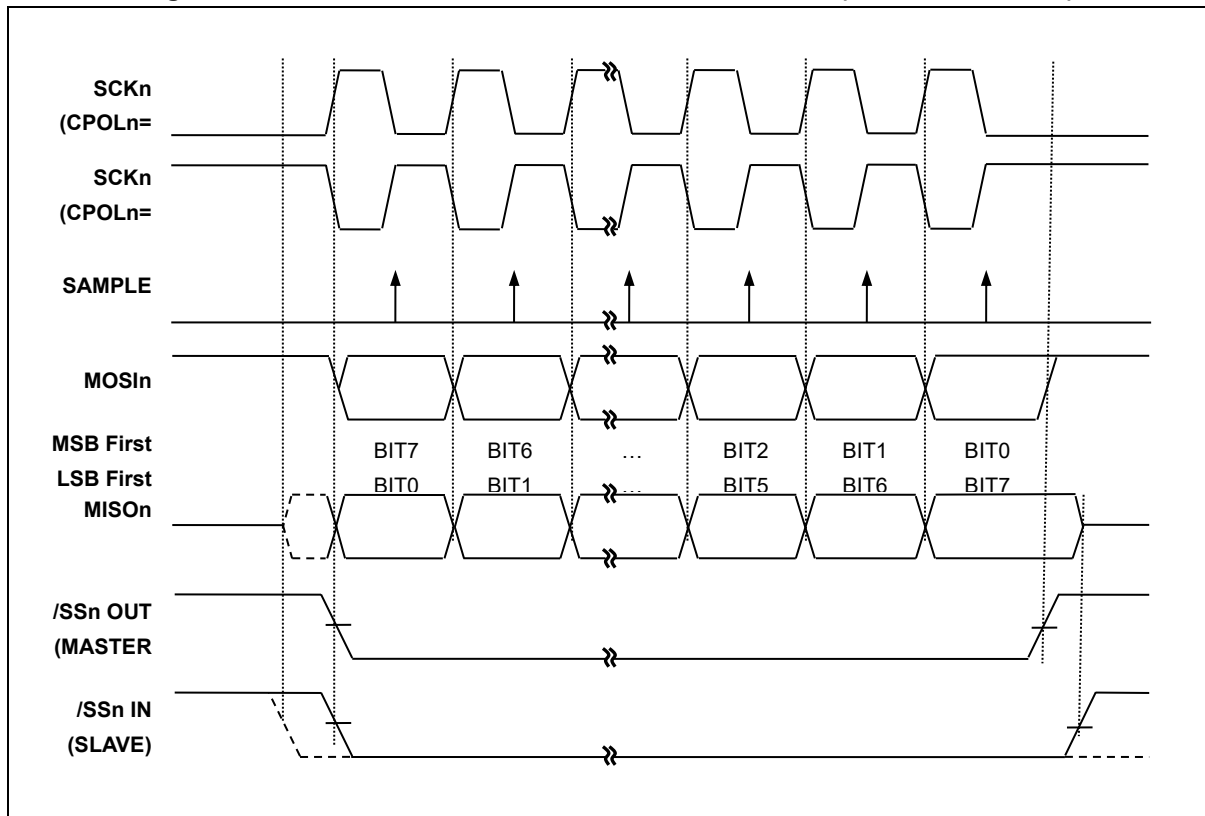 SCKn
(CPOLn=
SCKn
(CPOLn=
SAMPLE
MOSIn
MSB First BIT7 BIT6 … BIT2 BIT1 BIT0
LSB First BIT0 BIT1 … BIT5 BIT6 BIT7
MISOn
/SSn OUT
(MASTER
/SSn IN
(SLAVE)